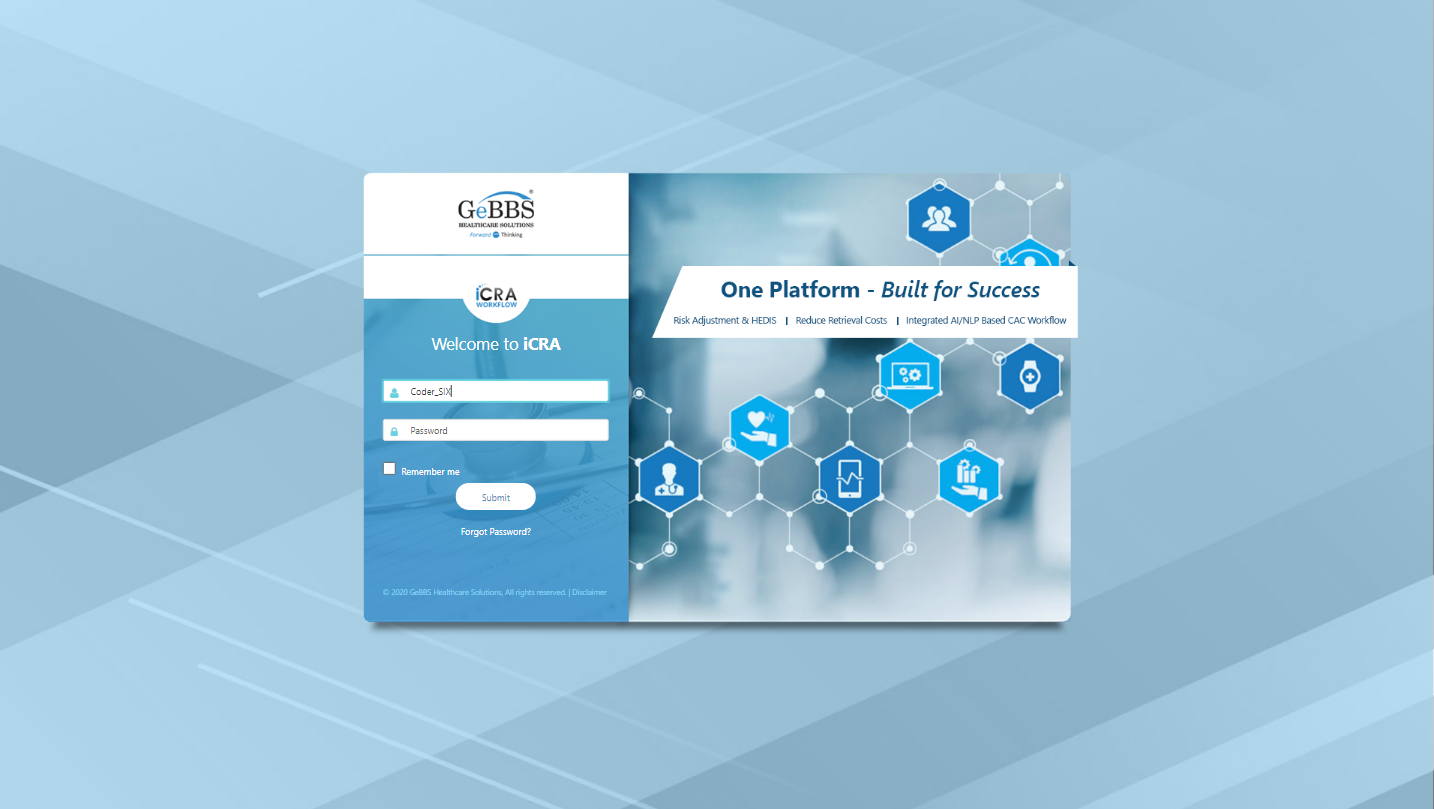 GeBBS®
HEALTHCARE SOLUTIONS
Forward Thinking
iCRA
WORKFLOW
Welcome to iCRA
Coder_SIX
Password
Remember me
Submit
Forgot Password?
© 2020 GeBBS Healthcare Solutions, All rights reserved. | Disclaimer
One Platform - Built for Success
Risk Adjustment & HEDIS | Reduce Retrieval Costs | Integrated AI/NLP Based CAC Workflow